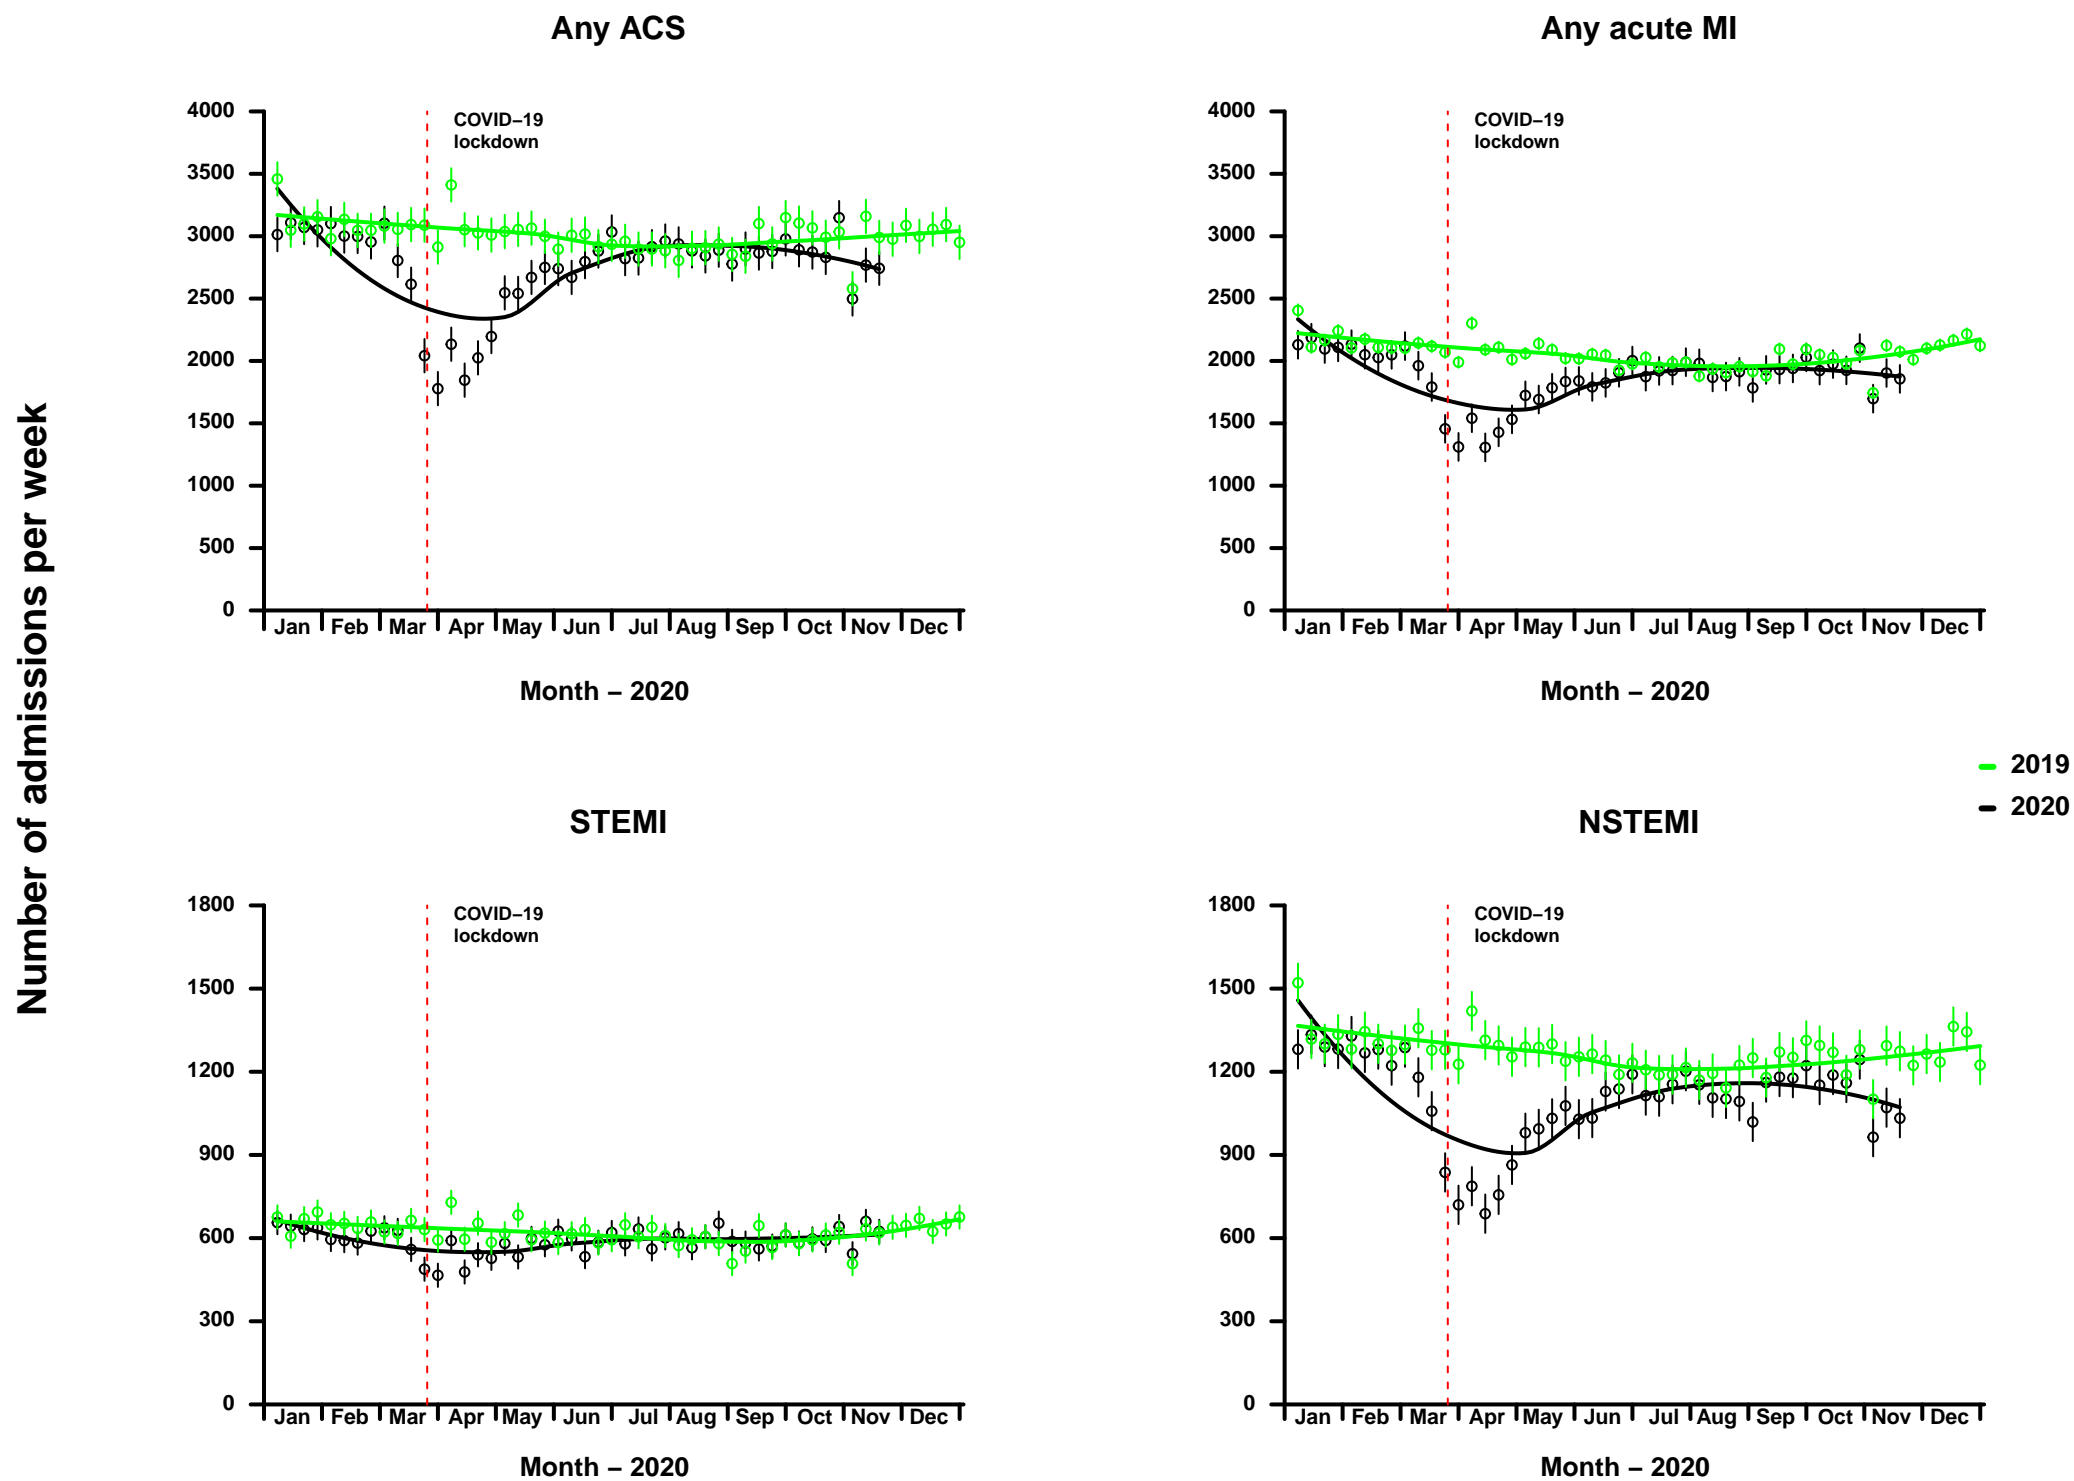 Number of admissions per week
Any ACS
4000
3500
3000
2500
2000
1500
1000
500
0
COVID−19
lockdown
Jan Feb Mar Apr May Jun Jul Aug Sep Oct Nov Dec
Month − 2020
Any acute MI
4000
3500
3000
2500
2000
1500
1000
500
0
COVID−19
lockdown
Jan Feb Mar Apr May Jun Jul Aug Sep Oct Nov Dec
Month − 2020
2019
2020
STEMI
1800
1500
1200
900
600
300
0
COVID−19
lockdown
Jan Feb Mar Apr May Jun Jul Aug Sep Oct Nov Dec
Month − 2020
NSTEMI
1800
1500
1200
900
600
300
0
COVID−19
lockdown
Jan Feb Mar Apr May Jun Jul Aug Sep Oct Nov Dec
Month − 2020